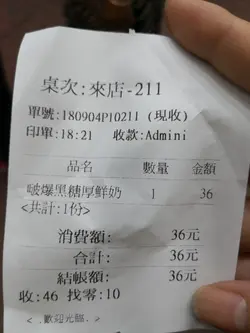 桌次:來店-211
單號:180904P10211 (現收)
印單:18:21 收款:Admini
品名 數量 金額
啵爆黑糖厚鮮奶 1 36
<共計:1份>
消費額: 36元
合計: 36元
結帳額: 36元
收:46 找零:10
< .歡迎光臨. >